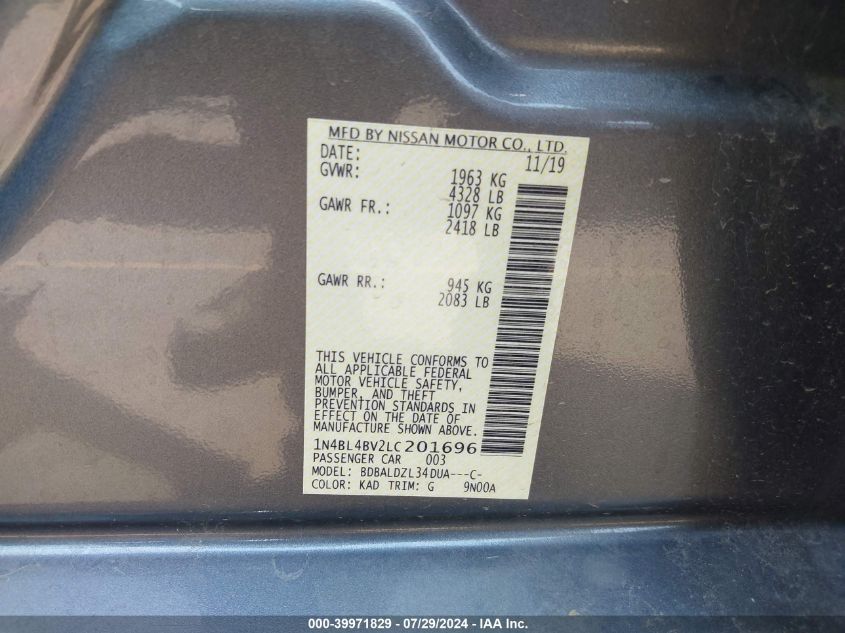 MFD BY NISSAN MOTOR CO., LTD.
DATE: 11/19
GVWR: 1963 KG
4328 LB
GAWR FR.: 1097 KG
2418 LB
GAWR RR.: 945 KG
2083 LB
THIS VEHICLE CONFORMS TO
ALL APPLICABLE FEDERAL
MOTOR VEHICLE SAFETY,
BUMPER, AND THEFT
PREVENTION STANDARDS IN
EFFECT ON THE DATE OF
MANUFACTURE SHOWN ABOVE.
1N4BL4BV2LC201696
PASSENGER CAR 003
MODEL: BDBALDZL34DUA---C-
COLOR: KAD TRIM: G 9N00A
000-39971829 - 07/29/2024 - IAA Inc.